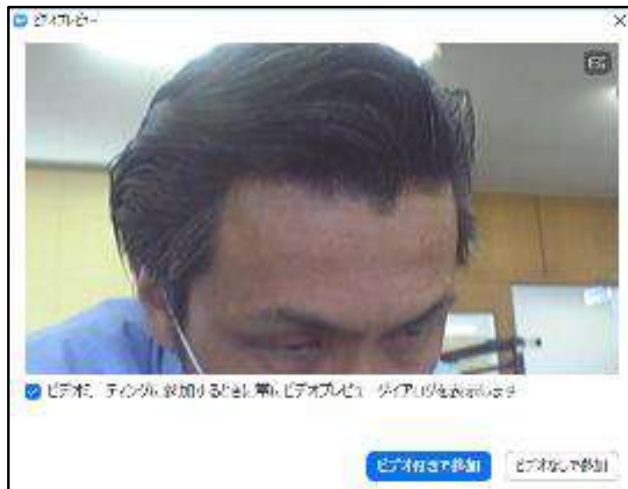 ビデオプレビュー
ビデオミーティングに参加するときに常にビデオプレビューダイアログを表示します
ビデオ付きで参加
ビデオなしで参加